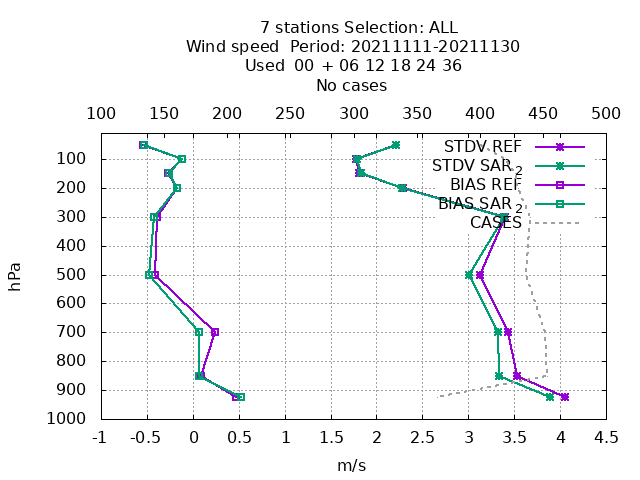 7 stations Selection: ALL
Wind speed  Period: 20211111-20211130
Used  00 + 06 12 18 24 36
No cases
100 150 200 250 300 350 400 450 500
STDV REF
STDV SAR_2
BIAS REF
BIAS SAR_2
CASES
100
200
300
400
500
600
700
800
900
1000
hPa
-1 -0.5 0 0.5 1 1.5 2 2.5 3 3.5 4 4.5
m/s